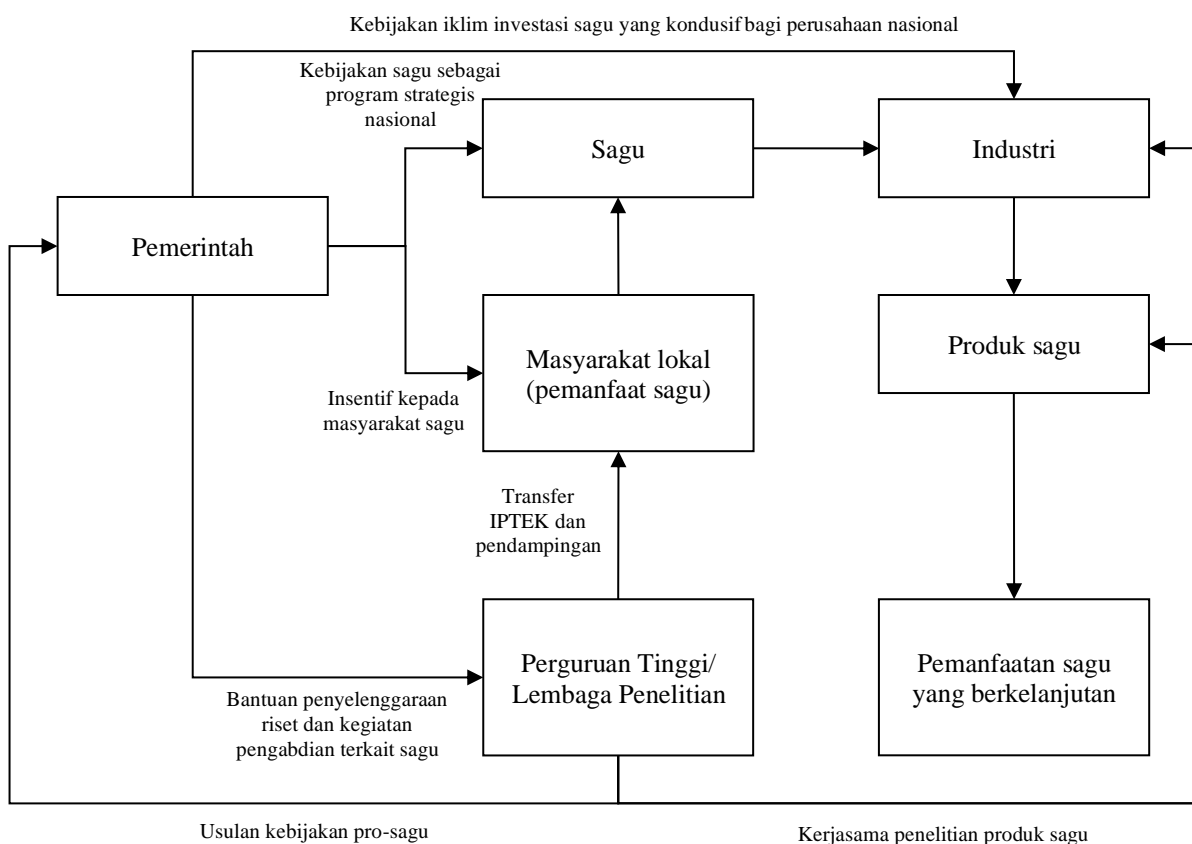 Kebijakan iklim investasi sagu yang kondusif bagi perusahaan nasional
Kebijakan sagu sebagai
program strategis
nasional
Sagu
Industri
Pemerintah
Masyarakat lokal
(pemanfaat sagu)
Produk sagu
Insentif kepada
masyarakat sagu
Transfer
IPTEK dan
pendampingan
Perguruan Tinggi/
Lembaga Penelitian
Pemanfaatan sagu
yang berkelanjutan
Bantuan penyelenggaraan
riset dan kegiatan
pengabdian terkait sagu
Usulan kebijakan pro-sagu
Kerjasama penelitian produk sagu